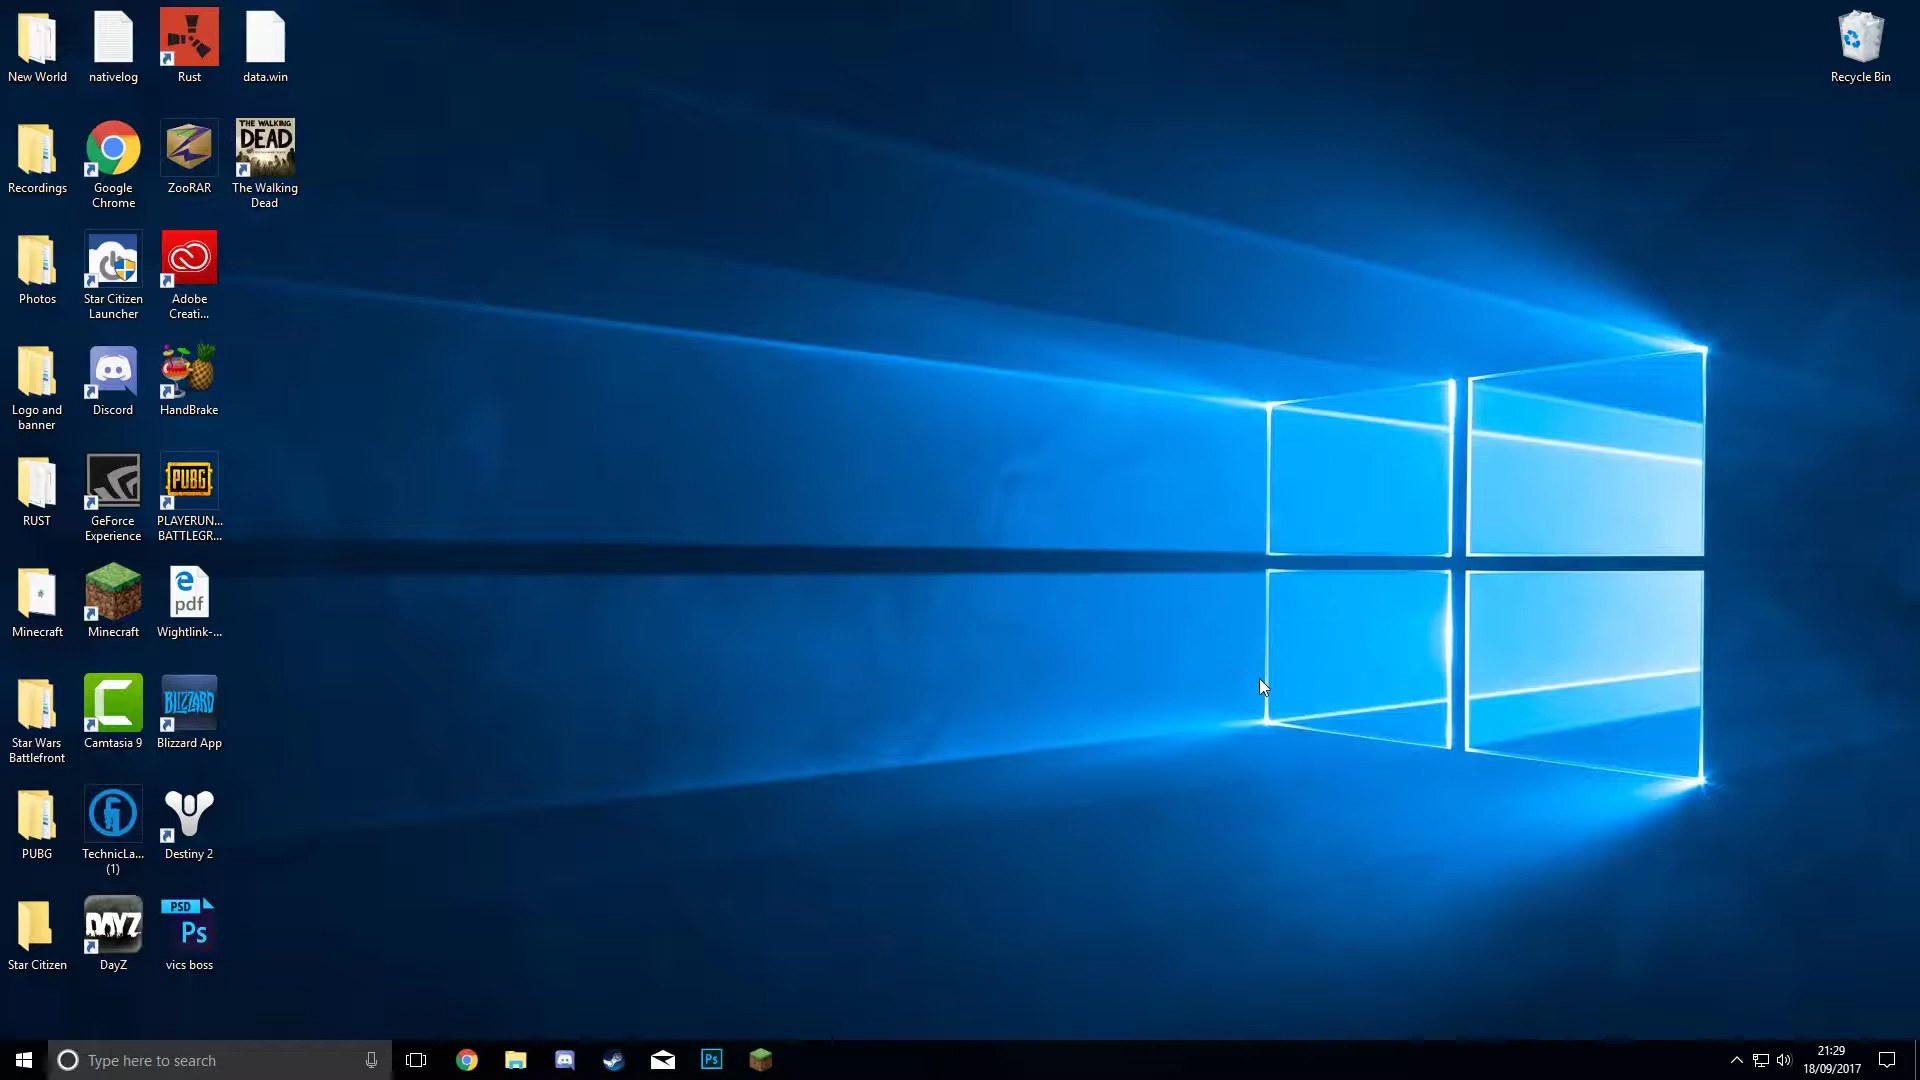 New World
nativelog
Rust
data.win
Recycle Bin
THE WALKING
DEAD
Recordings
Google
Chrome
ZooRAR
The Walking
Dead
Photos
Star Citizen
Launcher
Adobe
Creati...
Logo and
banner
Discord
HandBrake
PUBG
RUST
GeForce
Experience
PLAYERUN...
BATTLEGR...
e
pdf
Minecraft
Minecraft
Wightlink-...
C
BLIZZARD
Star Wars
Battlefront
Camtasia 9
Blizzard App
PUBG
TechnicLa...
(1)
Destiny 2
DAYZ
PSD
Ps
Star Citizen
DayZ
vics boss
Type here to search
Ps
21:29
18/09/2017